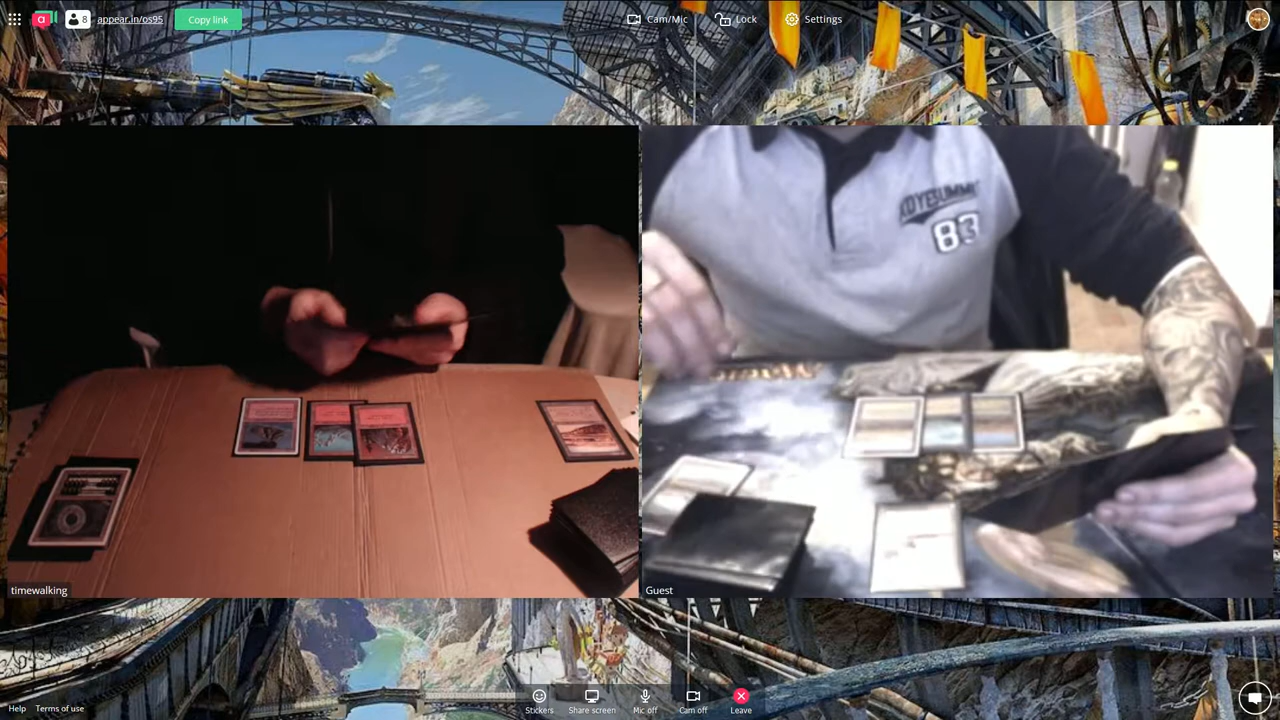 8
appear.in/os95
Copy link
Cam/Mic
Lock
Settings
83
timewalking
Guest
Help
Terms of use
Stickers
Share screen
Mic off
Cam off
Leave